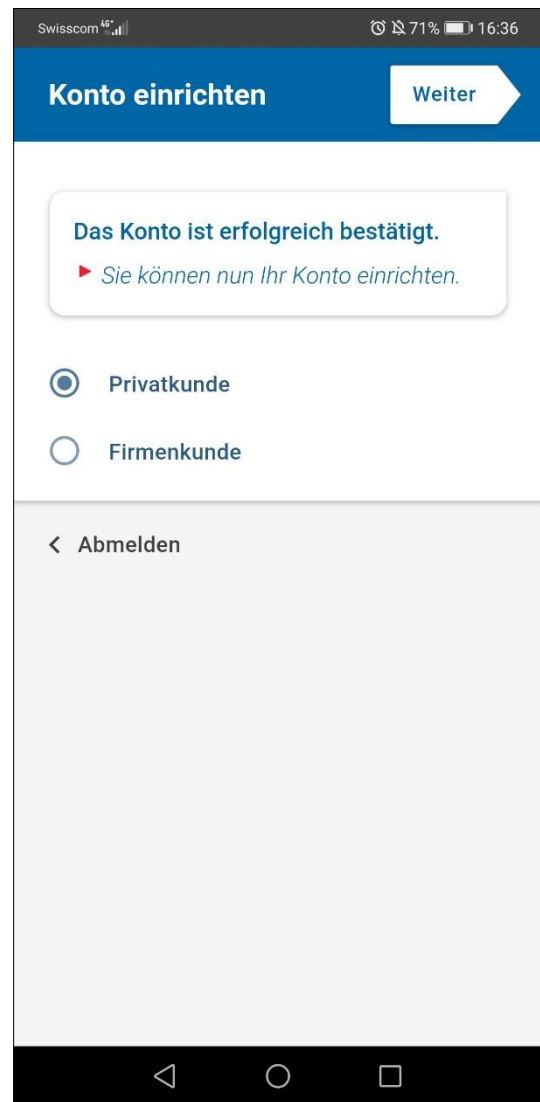 Swisscom 4G+ 71% 16:36
Konto einrichten Weiter
Das Konto ist erfolgreich bestätigt.
Sie können nun Ihr Konto einrichten.
Privatkunde
Firmenkunde
Abmelden